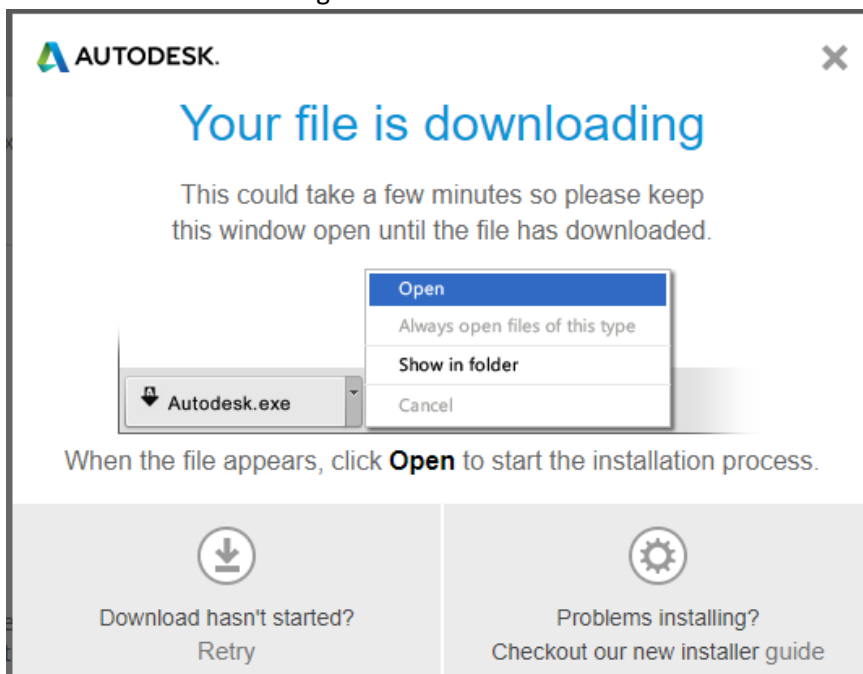 AUTODESK.
Your file is downloading
This could take a few minutes so please keep
this window open until the file has downloaded.
Open
Always open files of this type
Show in folder
Autodesk.exe
Cancel
When the file appears, click Open to start the installation process.
Download hasn't started?
Retry
Problems installing?
Checkout our new installer guide